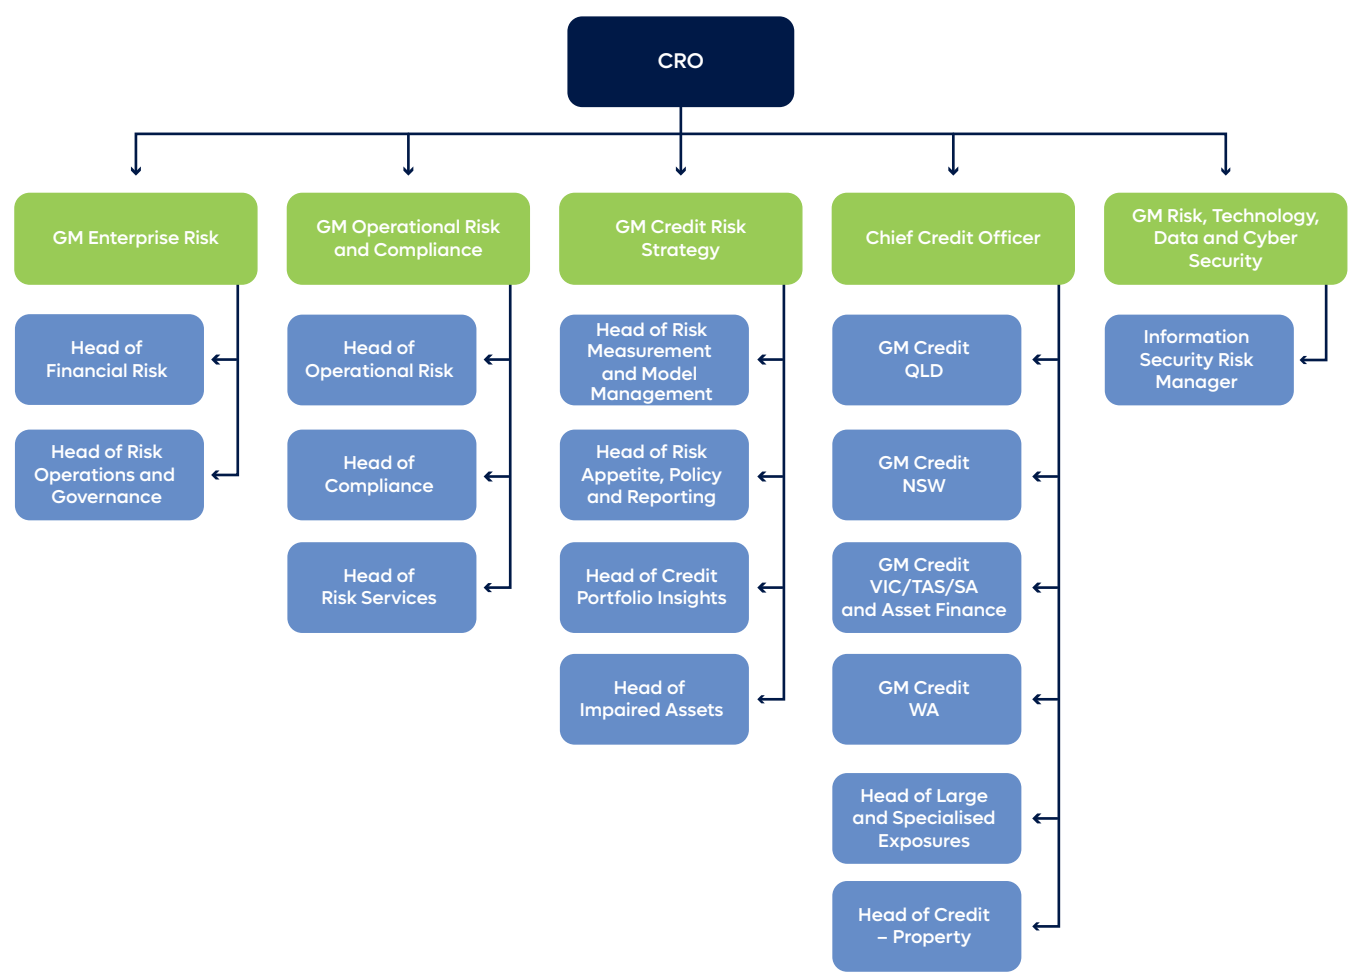 CRO
GM Enterprise Risk
Head of
Financial Risk
Head of Risk
Operations and
Governance
GM Operational Risk
and Compliance
Head of
Operational Risk
Head of
Compliance
Head of
Risk Services
GM Credit Risk
Strategy
Head of Risk
Measurement
and Model
Management
Head of Risk
Appetite, Policy
and Reporting
Head of Credit
Portfolio Insights
Head of
Impaired Assets
Chief Credit Officer
GM Credit
QLD
GM Credit
NSW
GM Credit
VIC/TAS/SA
and Asset Finance
GM Credit
WA
Head of Large
and Specialised
Exposures
Head of Credit
– Property
GM Risk, Technology,
Data and Cyber
Security
Information
Security Risk
Manager